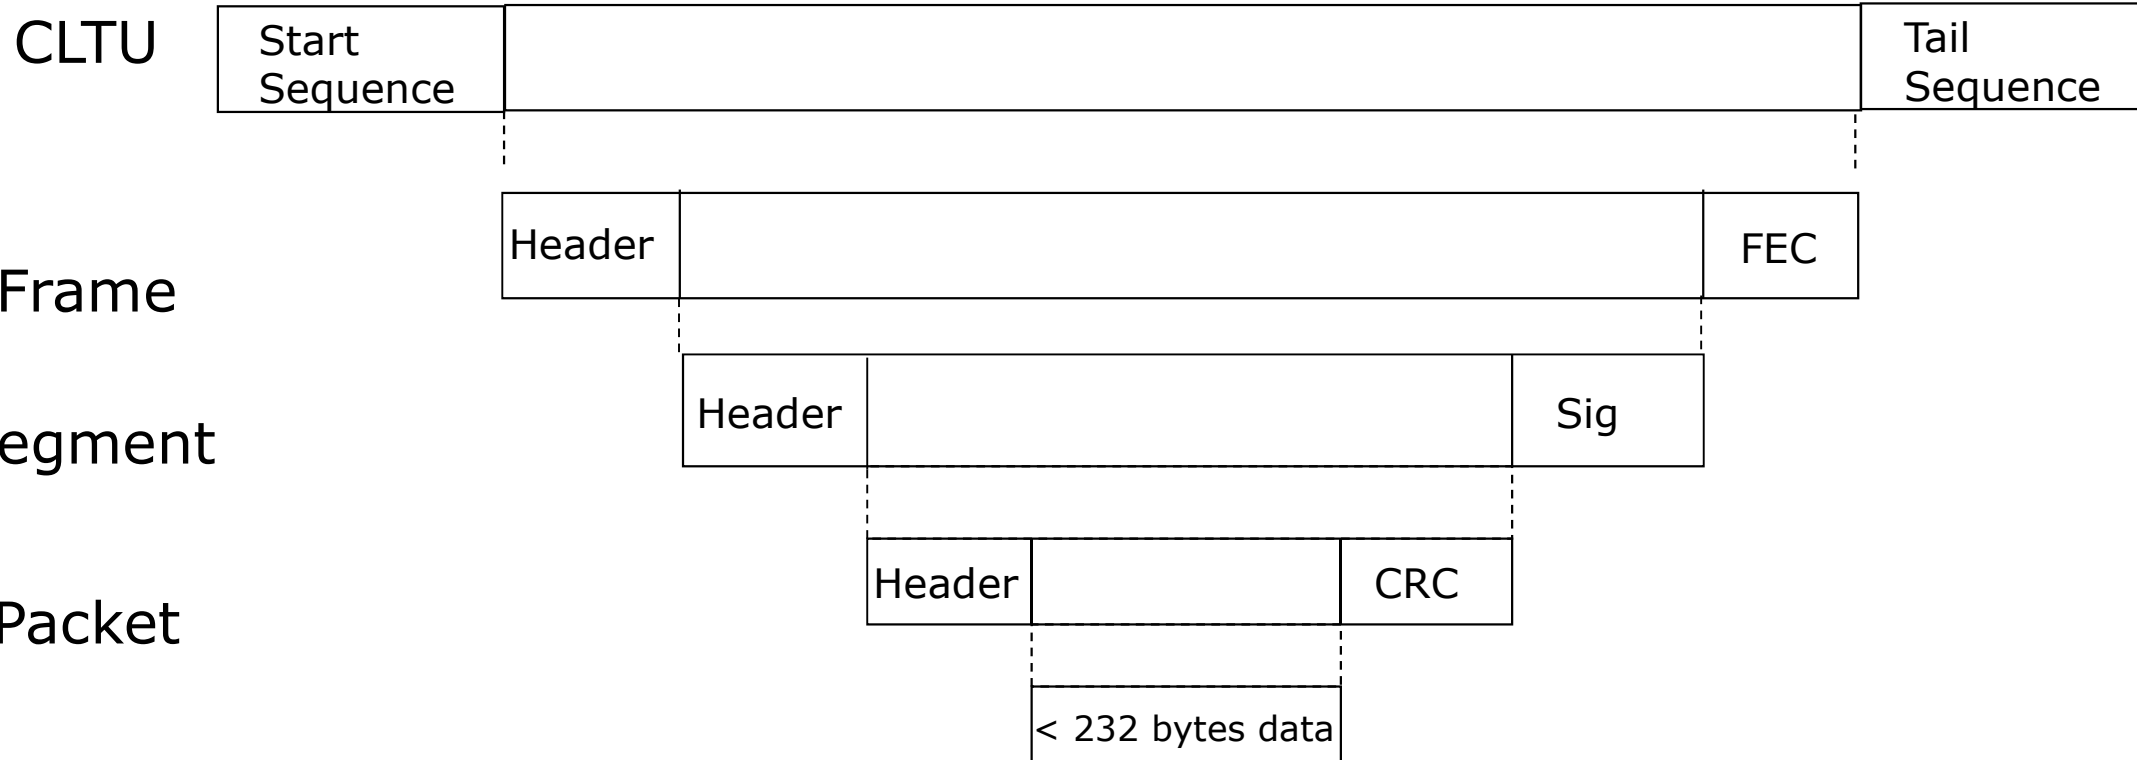 CLTU
Start
Sequence
Tail
Sequence
Header
FEC
Frame
Header
Sig
egment
Header
CRC
Packet
< 232 bytes data